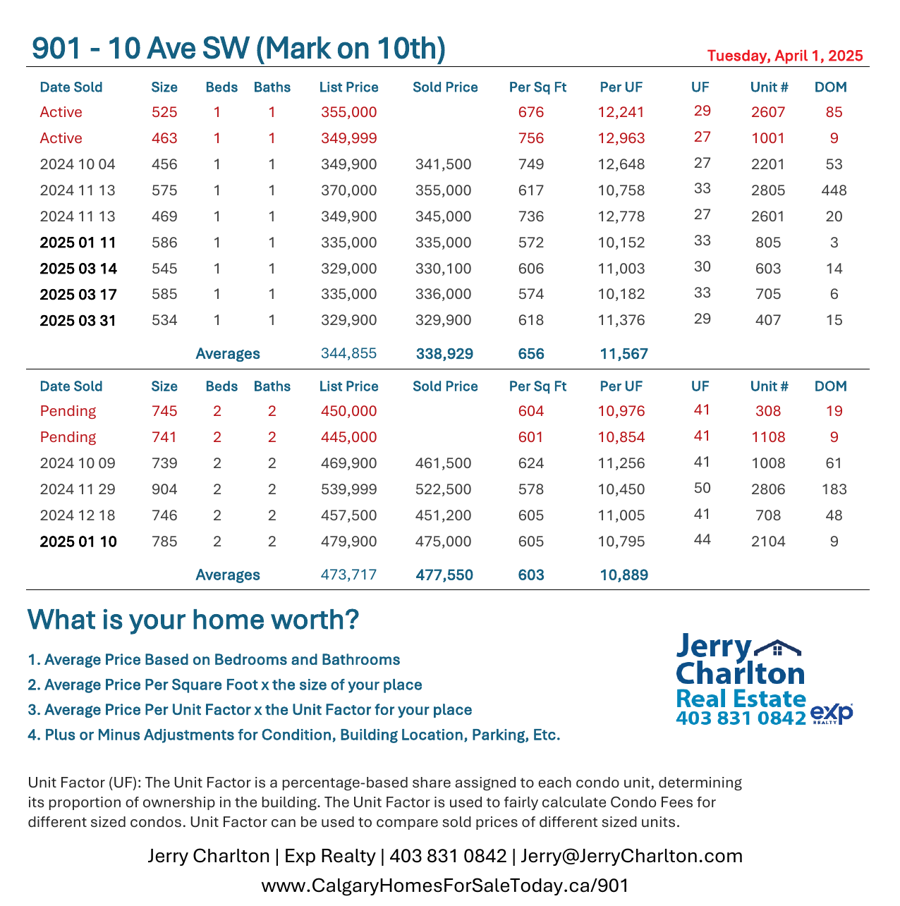 901 - 10 Ave SW (Mark on 10th)
Tuesday, April 1, 2025
Date Sold Size Beds Baths List Price Sold Price Per Sq Ft Per UF UF Unit # DOM
Active 525 1 1 355,000 676 12,241 29 2607 85
Active 463 1 1 349,999 756 12,963 27 1001 9
2024 10 04 456 1 1 349,900 341,500 749 12,648 27 2201 53
2024 11 13 575 1 1 370,000 355,000 617 10,758 33 2805 448
2024 11 13 469 1 1 349,900 345,000 736 12,778 27 2601 20
2025 01 11 586 1 1 335,000 335,000 572 10,152 33 805 3
2025 03 14 545 1 1 329,000 330,100 606 11,003 30 603 14
2025 03 17 585 1 1 335,000 336,000 574 10,182 33 705 6
2025 03 31 534 1 1 329,900 329,900 618 11,376 29 407 15
Averages 344,855 338,929 656 11,567
Date Sold Size Beds Baths List Price Sold Price Per Sq Ft Per UF UF Unit # DOM
Pending 745 2 2 450,000 604 10,976 41 308 19
Pending 741 2 2 445,000 601 10,854 41 1108 9
2024 10 09 739 2 2 469,900 461,500 624 11,256 41 1008 61
2024 11 29 904 2 2 539,999 522,500 578 10,450 50 2806 183
2024 12 18 746 2 2 457,500 451,200 605 11,005 41 708 48
2025 01 10 785 2 2 479,900 475,000 605 10,795 44 2104 9
Averages 473,717 477,550 603 10,889
What is your home worth?
1. Average Price Based on Bedrooms and Bathrooms
2. Average Price Per Square Foot x the size of your place
3. Average Price Per Unit Factor x the Unit Factor for your place
4. Plus or Minus Adjustments for Condition, Building Location, Parking, Etc.
Jerry
Charlton
Real Estate
403 831 0842 exp
REALTY
Unit Factor (UF): The Unit Factor is a percentage-based share assigned to each condo unit, determining
its proportion of ownership in the building. The Unit Factor is used to fairly calculate Condo Fees for
different sized condos. Unit Factor can be used to compare sold prices of different sized units.
Jerry Charlton | Exp Realty | 403 831 0842 | Jerry@JerryCharlton.com
www.CalgaryHomesForSaleToday.ca/901